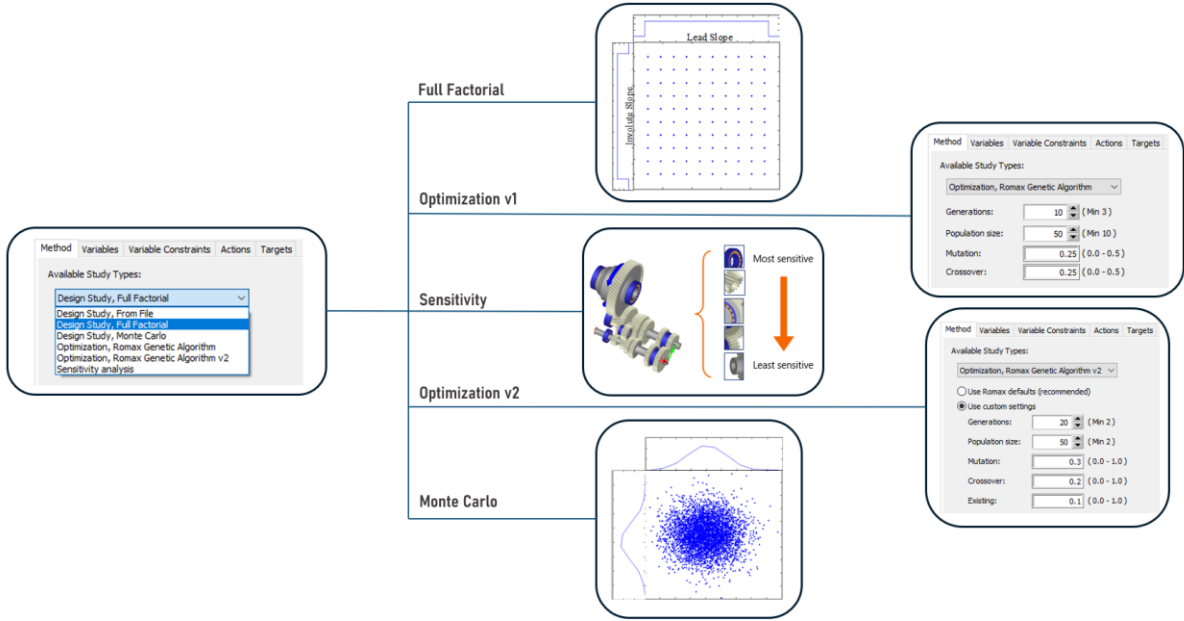 Lead Slope
Involute Slope
Full Factorial
Optimization v1
Method Variables Variable Constraints Actions Targets
Available Study Types:
Optimization, Romax Genetic Algorithm
Generations: 10 (Min 3)
Population size: 50 (Min 10)
Mutation: 0.25 (0.0 - 0.5)
Crossover: 0.25 (0.0 - 0.5)
Method Variables Variable Constraints Actions Targets
Available Study Types:
Design Study, Full Factorial
Design Study, From File
Design Study, Full Factorial
Design Study, Monte Carlo
Optimization, Romax Genetic Algorithm
Optimization, Romax Genetic Algorithm v2
Sensitivity analysis
Sensitivity
Most sensitive
Least sensitive
Optimization v2
Method Variables Variable Constraints Actions Targets
Available Study Types:
Optimization, Romax Genetic Algorithm v2
Use Romax defaults (recommended)
Use custom settings
Generations: 20 (Min 2)
Population size: 50 (Min 2)
Mutation: 0.3 (0.0 - 1.0)
Crossover: 0.2 (0.0 - 1.0)
Existing: 0.1 (0.0 - 1.0)
Monte Carlo